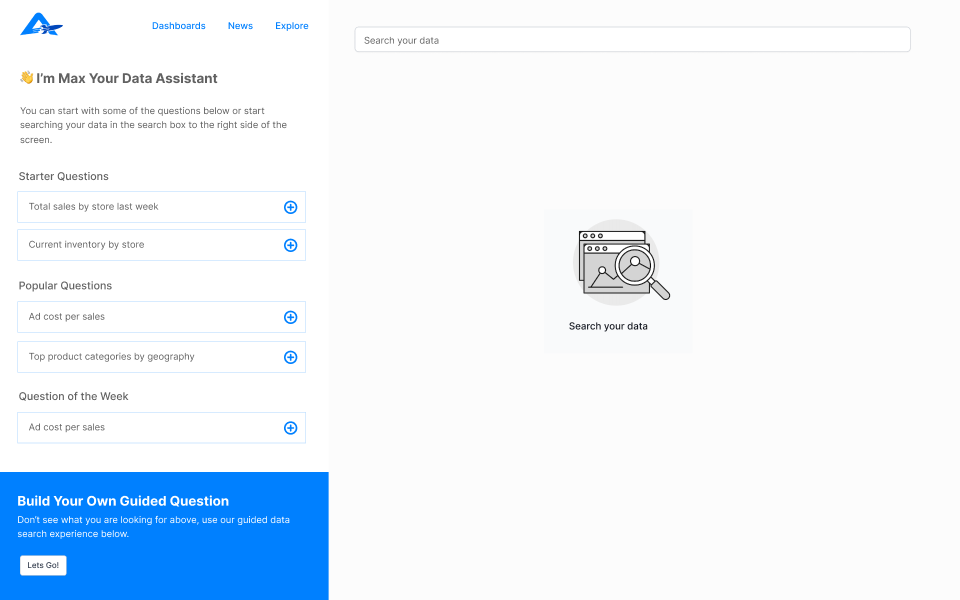 Dashboards News Explore
Search your data
👋 I'm Max Your Data Assistant
You can start with some of the questions below or start
searching your data in the search box to the right side of the
screen.
Starter Questions
Total sales by store last week
Current inventory by store
Popular Questions
Ad cost per sales
Top product categories by geography
Question of the Week
Ad cost per sales
Build Your Own Guided Question
Don't see what you are looking for above, use our guided data
search experience below.
Lets Go!
Search your data